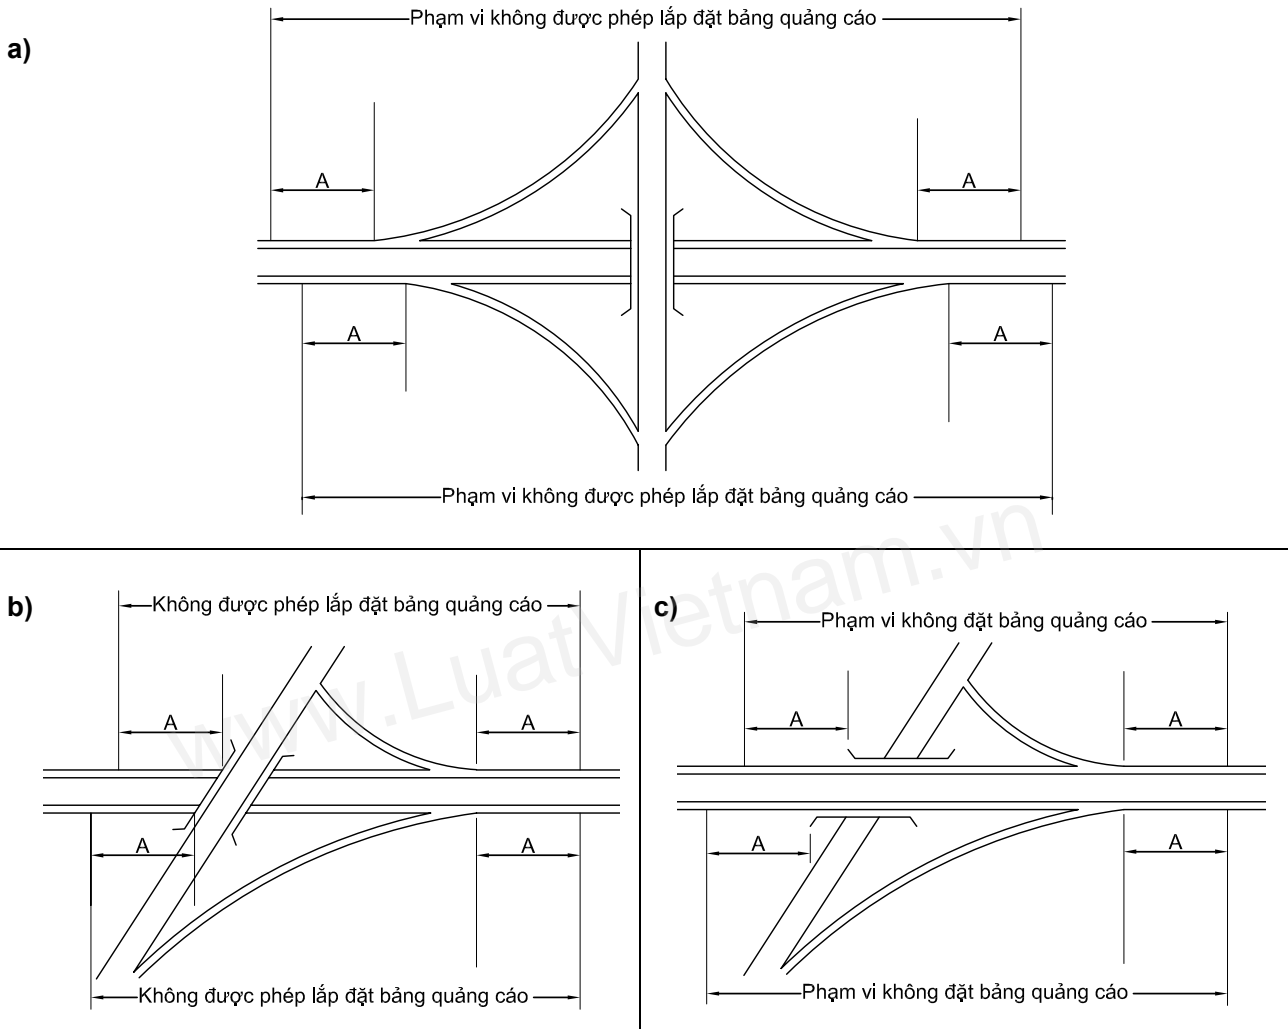 Phạm vi không được phép lắp đặt bảng quảng cáo
a)
A
A
A
A
Phạm vi không được phép lắp đặt bảng quảng cáo
www.LuatVietnam.vn
b)
Không được phép lắp đặt bảng quảng cáo
A
A
A
A
Không được phép lắp đặt bảng quảng cáo
c)
Phạm vi không đặt bảng quảng cáo
A
A
A
A
Phạm vi không đặt bảng quảng cáo